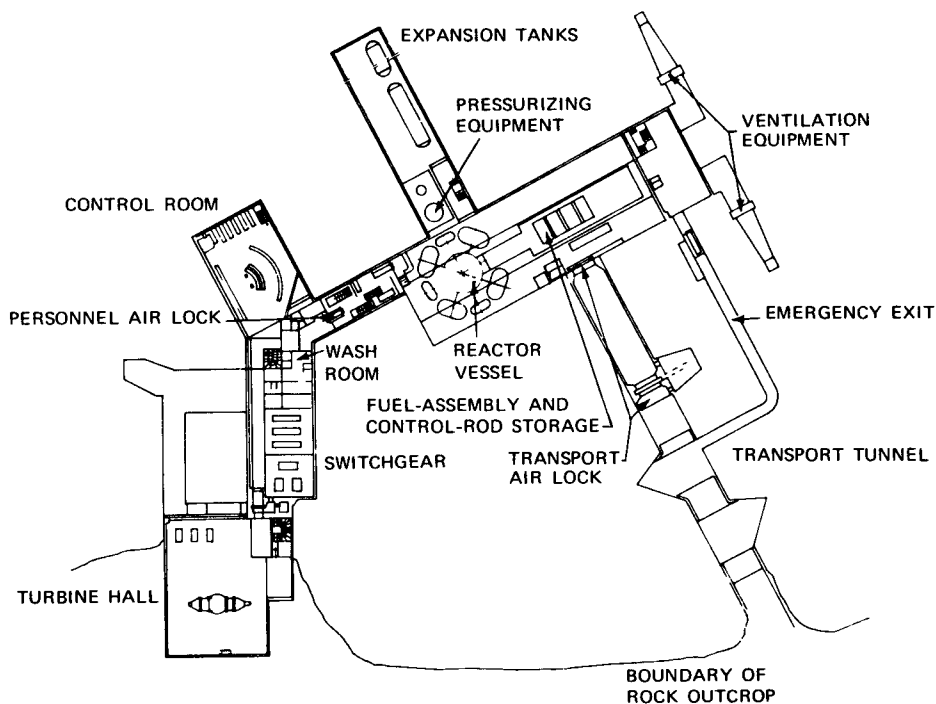 EXPANSION TANKS
PRESSURIZING
EQUIPMENT
VENTILATION
EQUIPMENT
CONTROL ROOM
PERSONNEL AIR LOCK
EMERGENCY EXIT
WASH
ROOM
REACTOR
VESSEL
FUEL-ASSEMBLY AND
CONTROL-ROD STORAGE
SWITCHGEAR
TRANSPORT
AIR LOCK
TRANSPORT TUNNEL
TURBINE HALL
BOUNDARY OF
ROCK OUTCROP